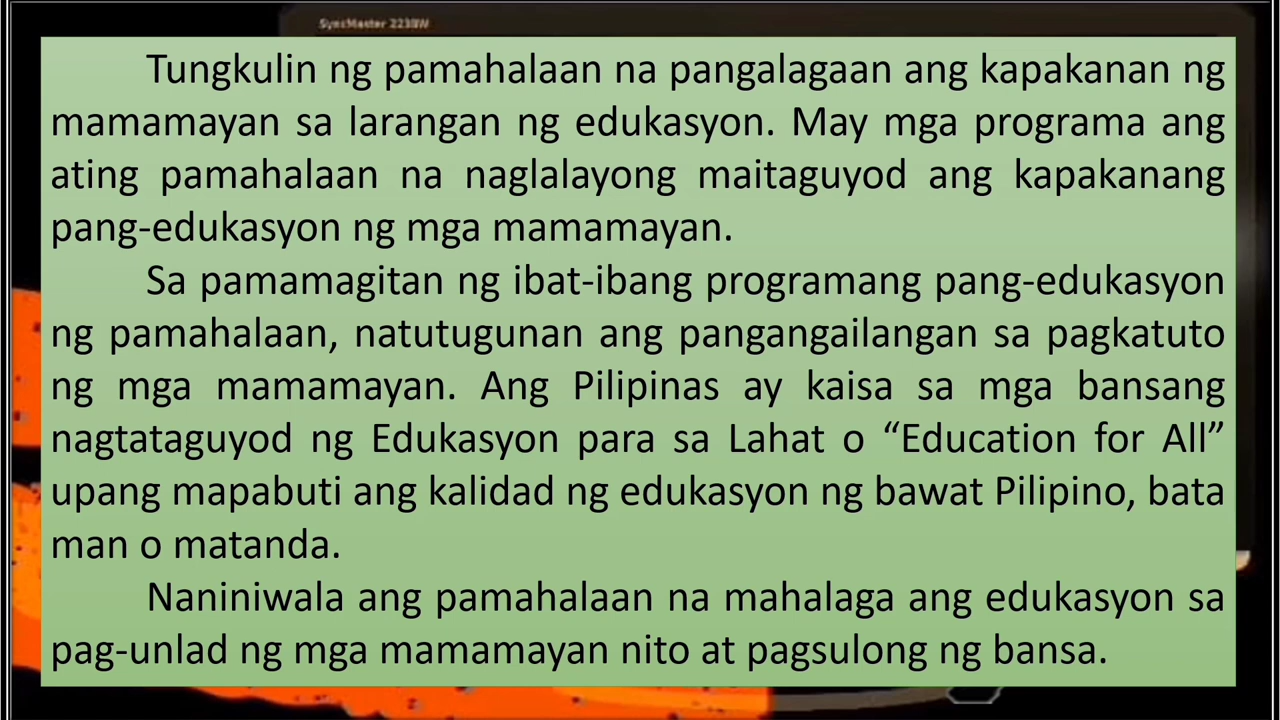 SyncMaster 2233SW
Tungkulin ng pamahalaan na pangalagaan ang kapakanan ng
mamamayan sa larangan ng edukasyon. May mga programa ang
ating pamahalaan na naglalayong maitaguyod ang kapakanang
pang-edukasyon ng mga mamamayan.
Sa pamamagitan ng ibat-ibang programang pang-edukasyon
ng pamahalaan, natutugunan ang pangangailangan sa pagkatuto
ng mga mamamayan. Ang Pilipinas ay kaisa sa mga bansang
nagtataguyod ng Edukasyon para sa Lahat o “Education for All”
upang mapabuti ang kalidad ng edukasyon ng bawat Pilipino, bata
man o matanda.
Naniniwala ang pamahalaan na mahalaga ang edukasyon sa
pag-unlad ng mga mamamayan nito at pagsulong ng bansa.